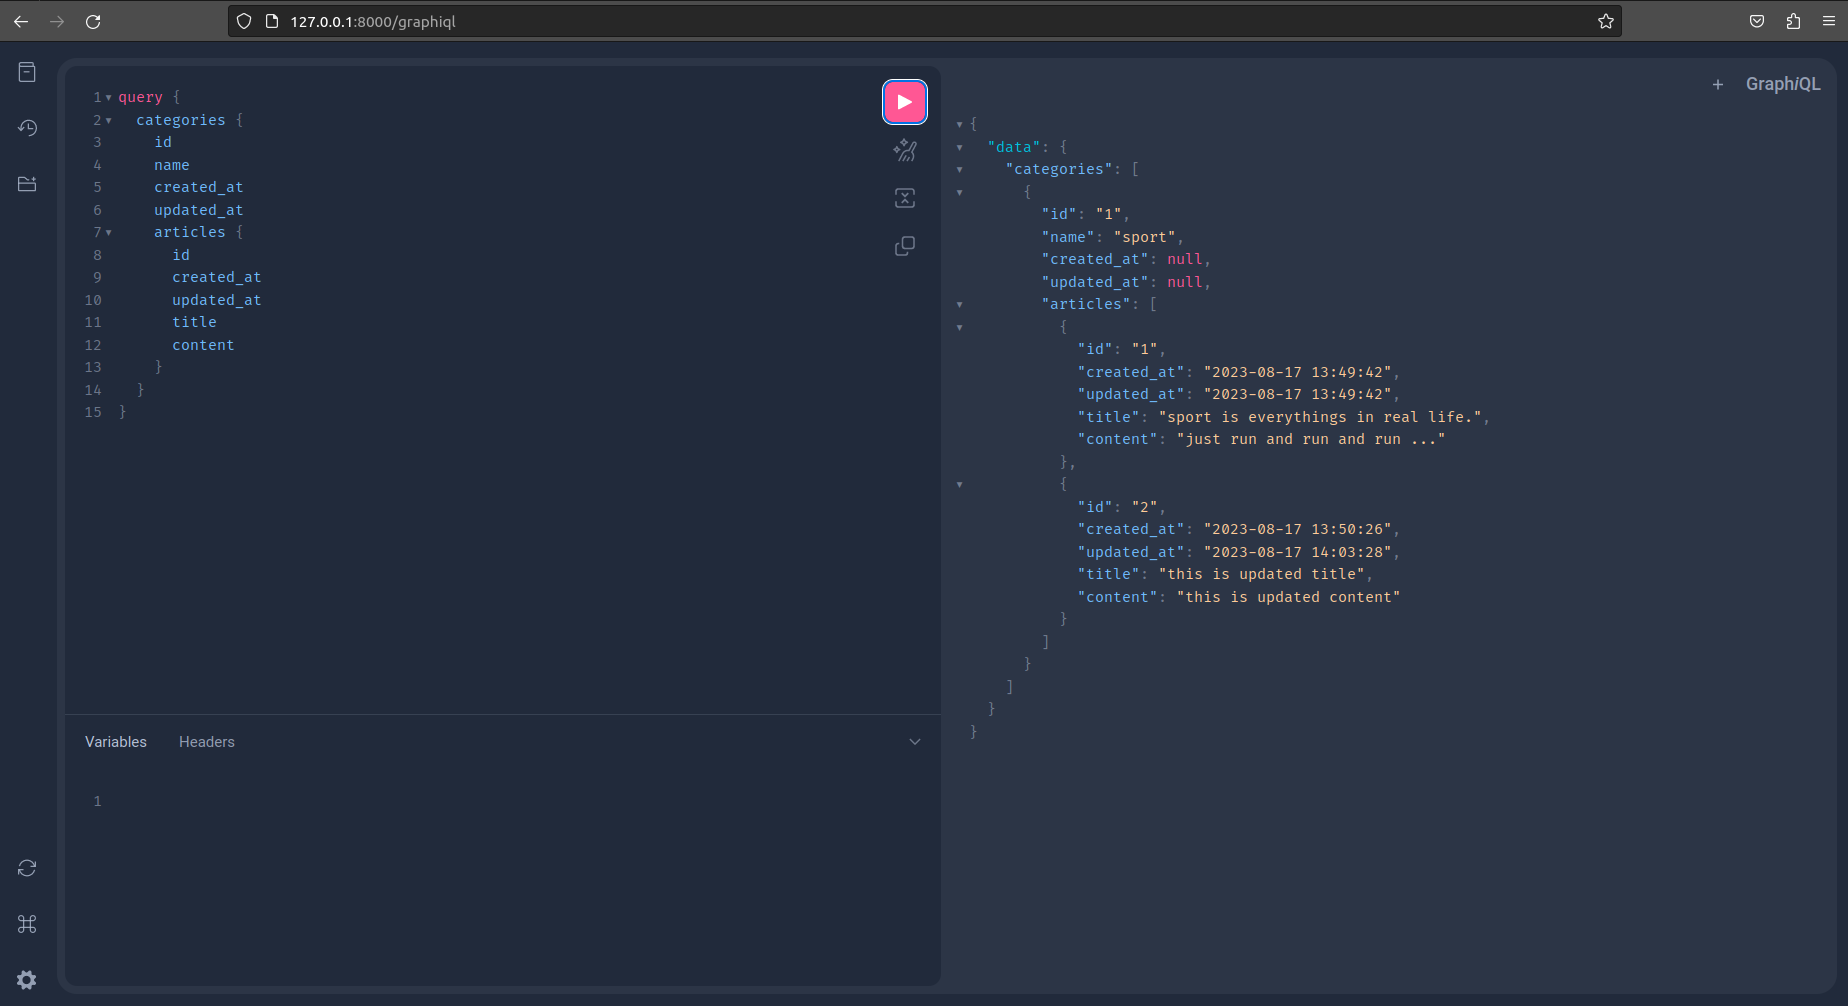 127.0.0.1:8000/graphiql
1 query {
2 categories {
3 id
4 name
5 created_at
6 updated_at
7 articles {
8 id
9 created_at
10 updated_at
11 title
12 content
13 }
14 }
15 }
Variables Headers
1
+ GraphiQL
{
"data": {
"categories": [
{
"id": "1",
"name": "sport",
"created_at": null,
"updated_at": null,
"articles": [
{
"id": "1",
"created_at": "2023-08-17 13:49:42",
"updated_at": "2023-08-17 13:49:42",
"title": "sport is everythings in real life.",
"content": "just run and run and run ..."
},
{
"id": "2",
"created_at": "2023-08-17 13:50:26",
"updated_at": "2023-08-17 14:03:28",
"title": "this is updated title",
"content": "this is updated content"
}
]
}
]
}
}